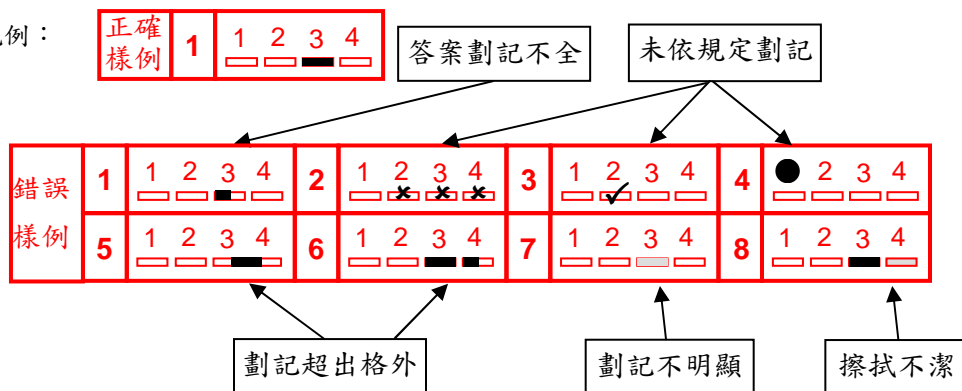 例：
正確樣例 1 1 2 3 4
答案劃記不全 未依規定劃記
錯誤樣例
1 1 2 3 4 2 1 2 3 4 3 1 2 3 4 4 2 3 4
5 1 2 3 4 6 1 2 3 4 7 1 2 3 4 8 1 2 3 4
劃記超出格外 劃記不明顯 擦拭不潔